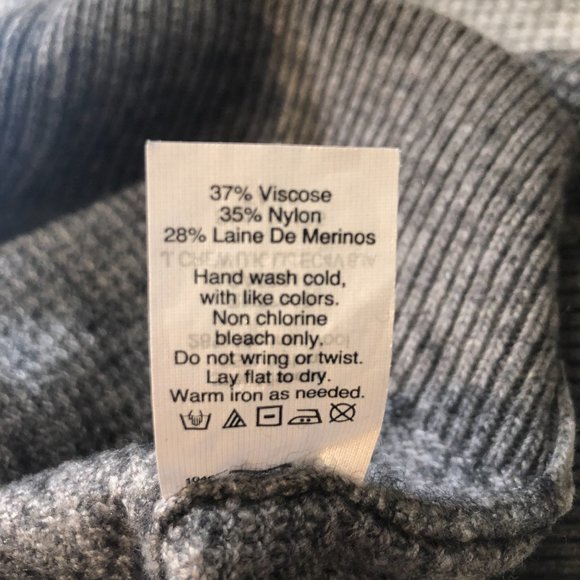 37% Viscose
35% Nylon
28% Laine De Merinos
Hand wash cold,
with like colors.
Non chlorine
bleach only.
Do not wring or twist.
Lay flat to dry.
Warm iron as needed.